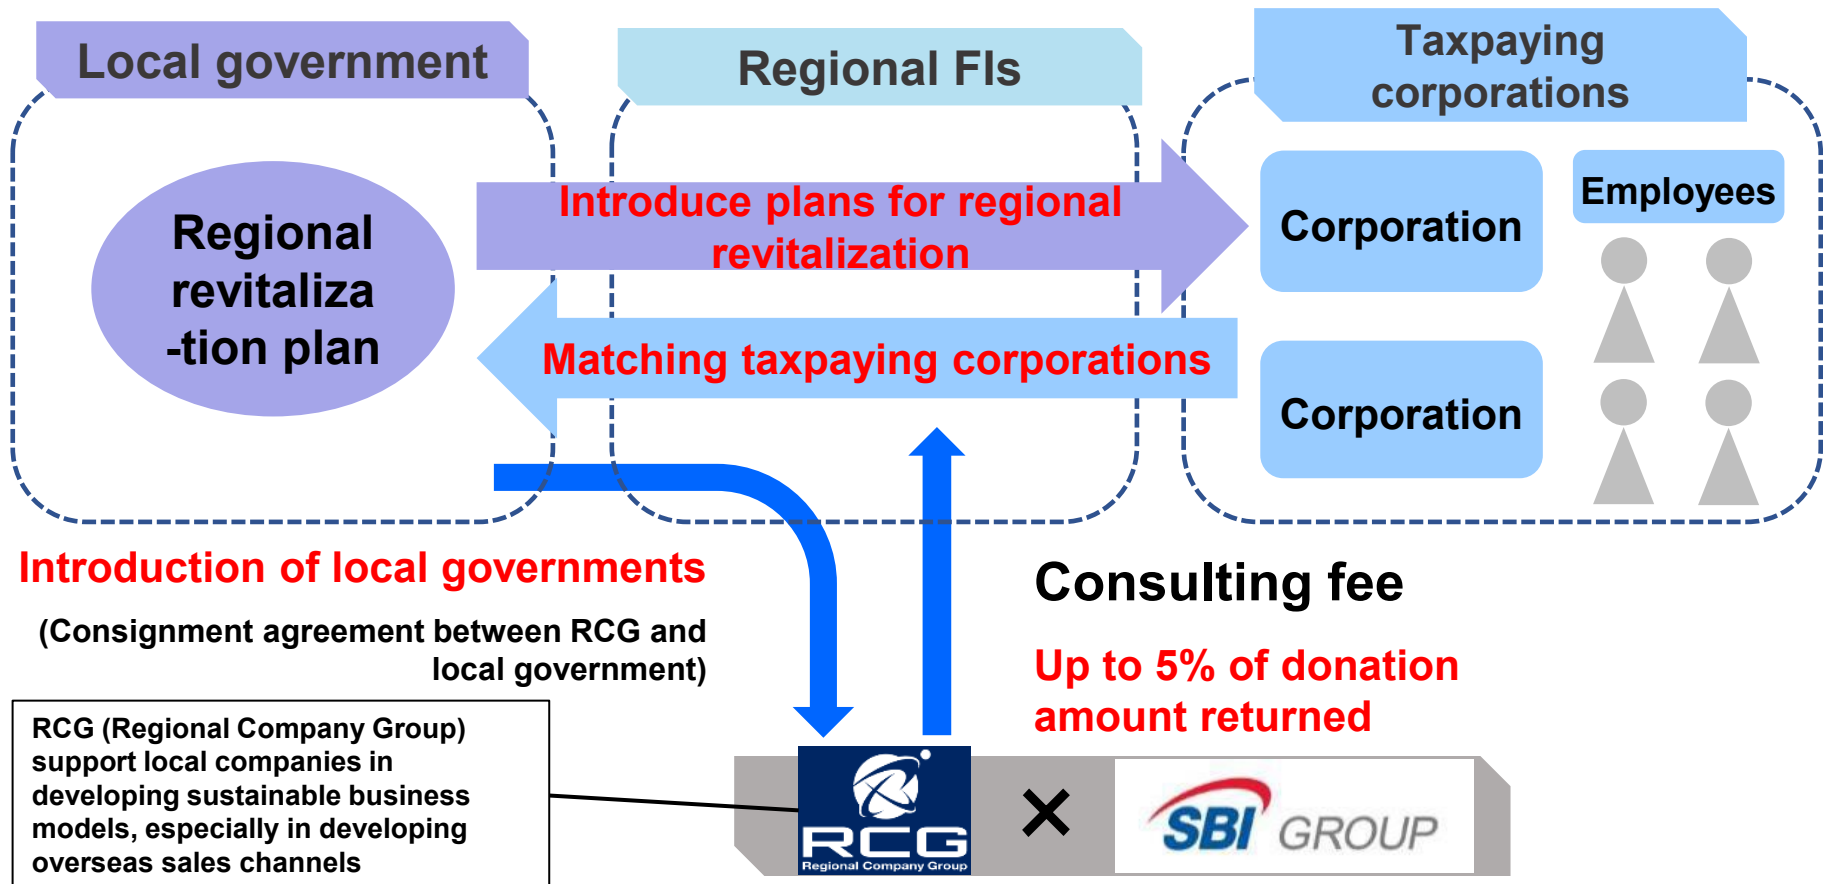 Local government
Regional FIs
Taxpaying
corporations
Regional
revitaliza
-tion plan
Introduce plans for regional
revitalization
Matching taxpaying corporations
Corporation
Employees
Corporation
Introduction of local governments
(Consignment agreement between RCG and
local government)
Consulting fee
Up to 5% of donation
amount returned
RCG (Regional Company Group)
support local companies in
developing sustainable business
models, especially in developing
overseas sales channels
RCG
Regional Company Group
×
SBI GROUP